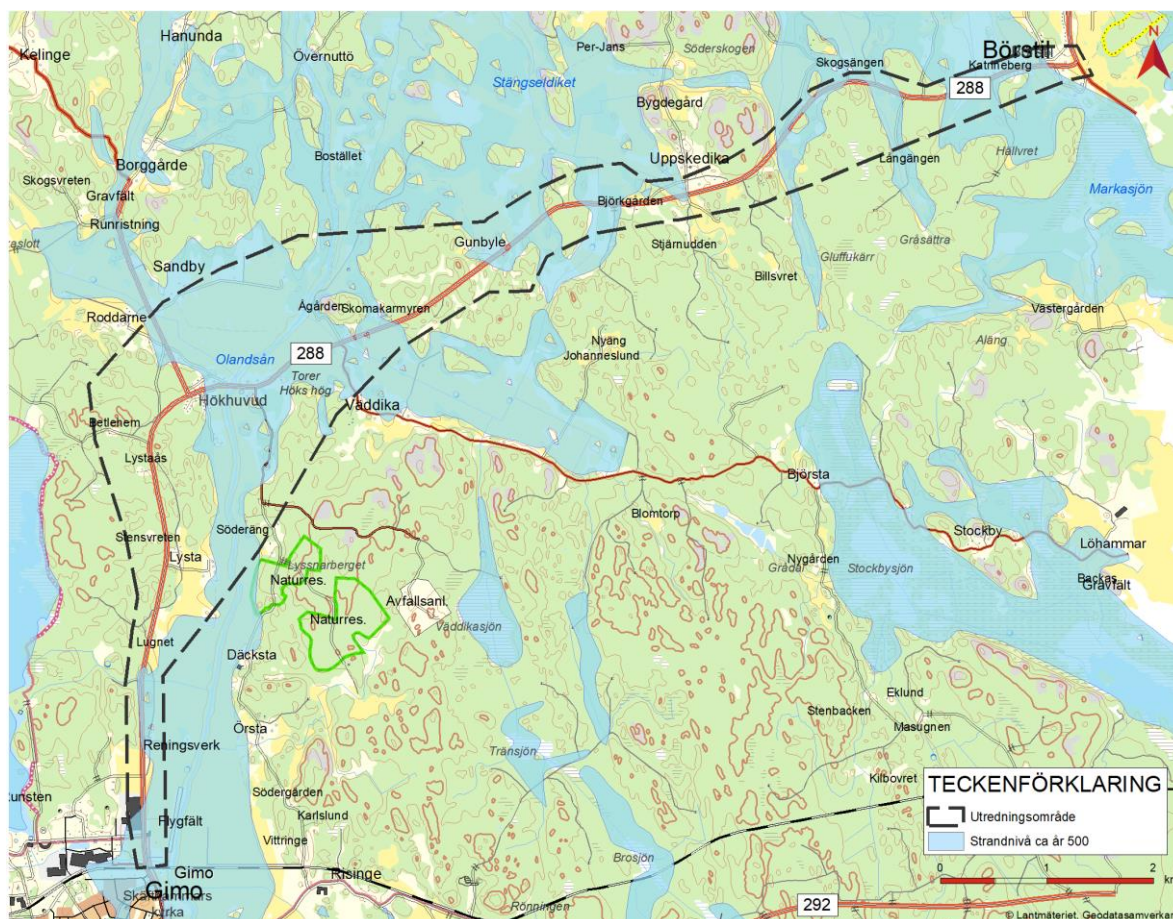 Hanunda
Kelinge
Övernuttö
Per-Jans
Söderskogen
Börstil
N
Skogsängen
Katrineberg
Stängseldiket
288
Bygdegård
Bostället
Uppskedika
Långängen
Hällvret
Borggårde
Skogsvreten
Gravfält
Runristning
Björkgården
Markasjön
Gunbyle
Stjärnudden
Gråsättra
Gluffukärr
Billsvret
Sandby
Ågården
Skomakarmyren
Västergården
Roddarne
Nyäng
Johanneslund
Aläng
Olandsån
288
Torer
Höks hög
Hökhuvud
Väddika
Betlehem
Lystaås
Björsta
Blomtorp
Söderäng
Stensvreten
Lysta
Lyssnarberget
Naturres.
Stockby
Löhammar
Nygården
Grådal
Stockbysjön
Backas
Gravfält
Avfallsanl.
Naturres.
Väddikasjön
Lugnet
Däcksta
Eklund
Stenbacken
Masugnen
Örsta
Tränsjön
Reningsverk
Kilbovret
Södergården
Karlslund
Flygfält
Vittringe
Brosjön
Gimo
Risinge
Gimo
kyrka
Rönningen
292
TECKENFÖRKLARING
Utredningsområde
Strandnivå ca år 500
0 1 2
© Lantmäteriet, Geodatasamverkan